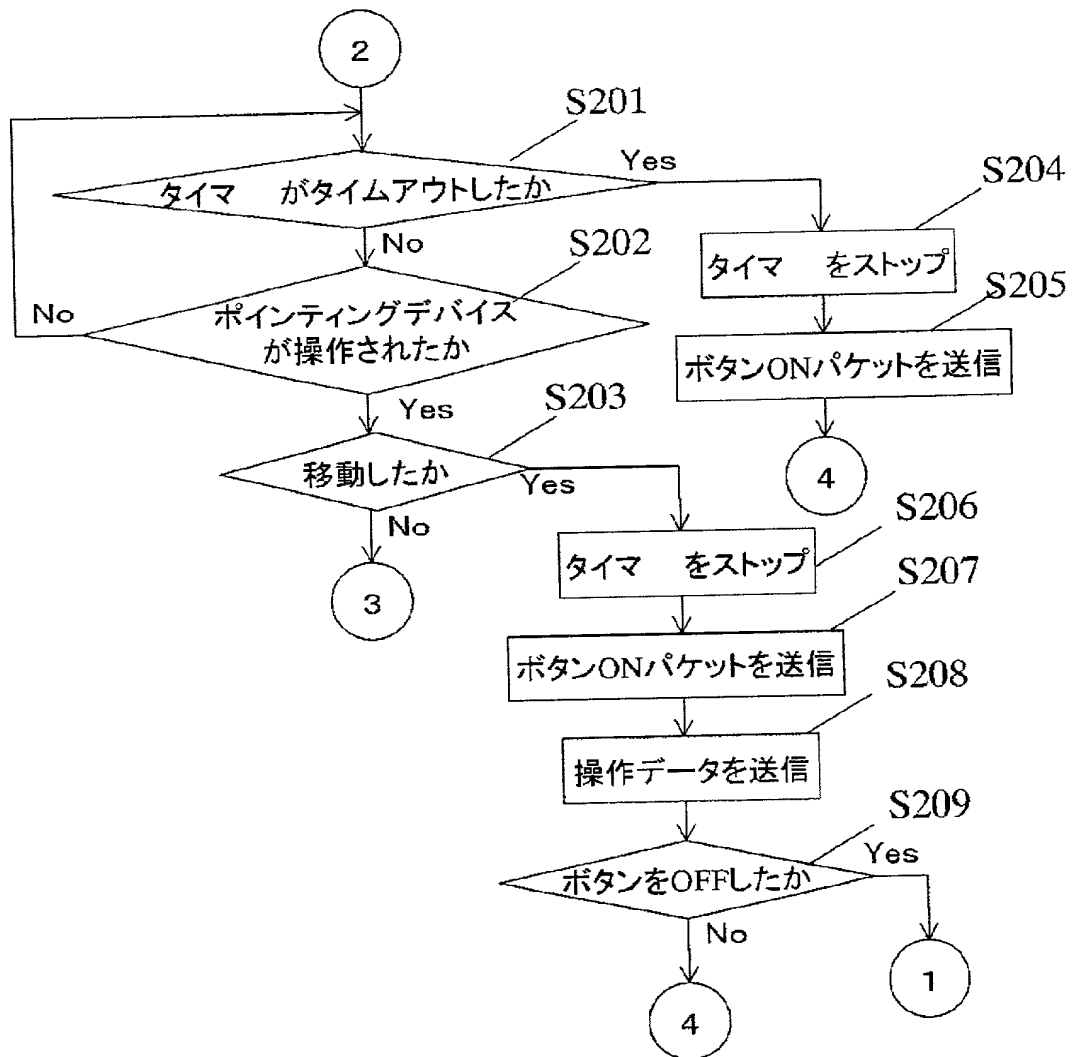 2
S201
タイマ がタイムアウトしたか
Yes
No
S204
タイマ をストップ
S202
ポインティングデバイス
が操作されたか
No
Yes
S205
ボタンONパケットを送信
4
S203
移動したか
Yes
No
3
S206
タイマ をストップ
S207
ボタンONパケットを送信
S208
操作データを送信
S209
ボタンをOFFしたか
Yes
No
1
4